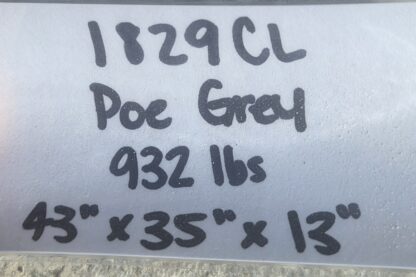 1829CL
Poe Grey
932 lbs
43" x 35" x 13"